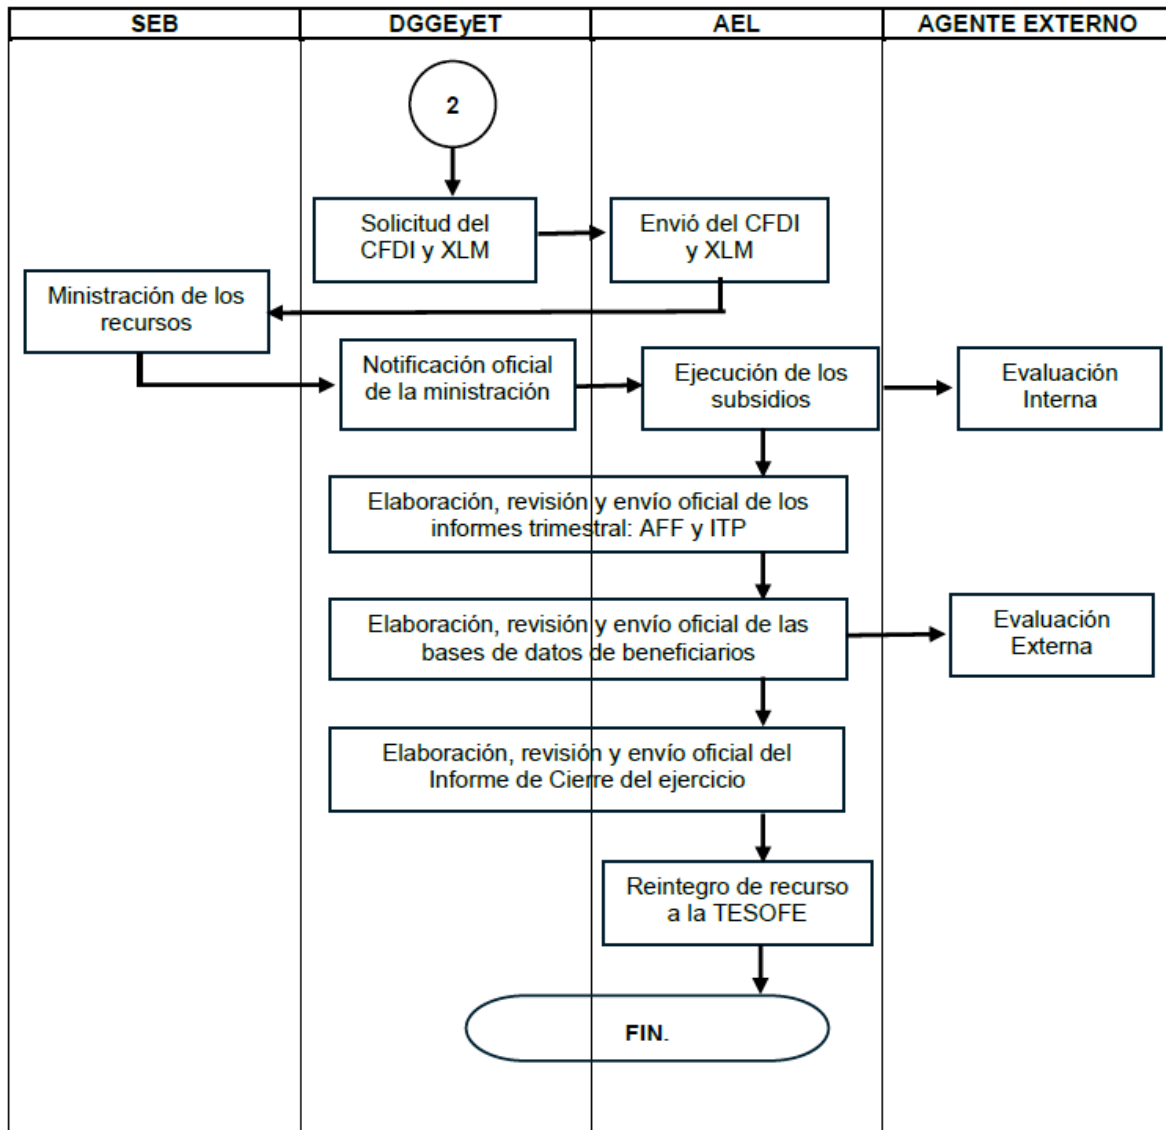 SEB
DGGEyET
AEL
AGENTE EXTERNO
2
Solicitud del
CFDI y XLM
Envió del CFDI
y XLM
Ministración de los
recursos
Notificación oficial
de la ministración
Ejecución de los
subsidios
Evaluación
Interna
Elaboración, revisión y envío oficial de los
informes trimestral: AFF y ITP
Elaboración, revisión y envío oficial de las
bases de datos de beneficiarios
Evaluación
Externa
Elaboración, revisión y envío oficial del
Informe de Cierre del ejercicio
Reintegro de recurso
a la TESOFE
FIN.